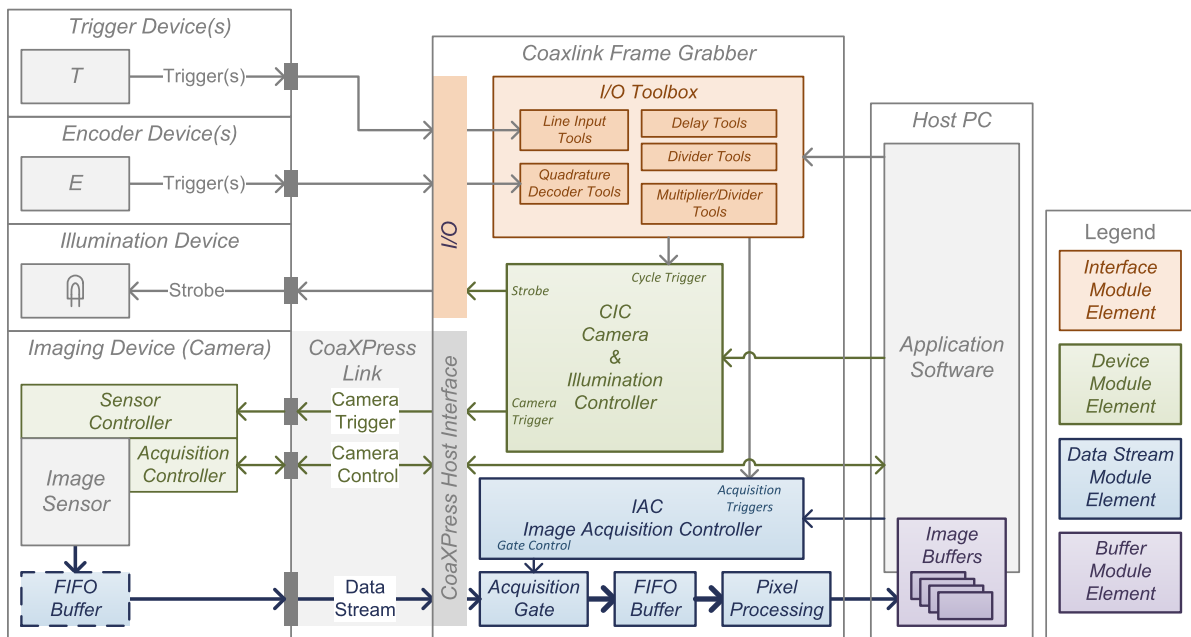 Trigger Device(s)
T
Trigger(s)
Encoder Device(s)
E
Trigger(s)
Illumination Device
Strobe
Imaging Device (Camera)
Sensor
Controller
Acquisition
Controller
Image
Sensor
FIFO
Buffer
CoaXPress
Link
Camera
Trigger
Camera
Control
Data
Stream
Coaxlink Frame Grabber
I/O
CoaXPress Host Interface
I/O Toolbox
Line Input
Tools
Quadrature
Decoder Tools
Delay Tools
Divider Tools
Multiplier/Divider
Tools
Cycle Trigger
Strobe
CIC
Camera
&
Illumination
Controller
Camera
Trigger
Acquisition
Triggers
IAC
Image Acquisition Controller
Gate Control
Acquisition
Gate
FIFO
Buffer
Pixel
Processing
Host PC
Application
Software
Image
Buffers
Legend
Interface
Module
Element
Device
Module
Element
Data Stream
Module
Element
Buffer
Module
Element